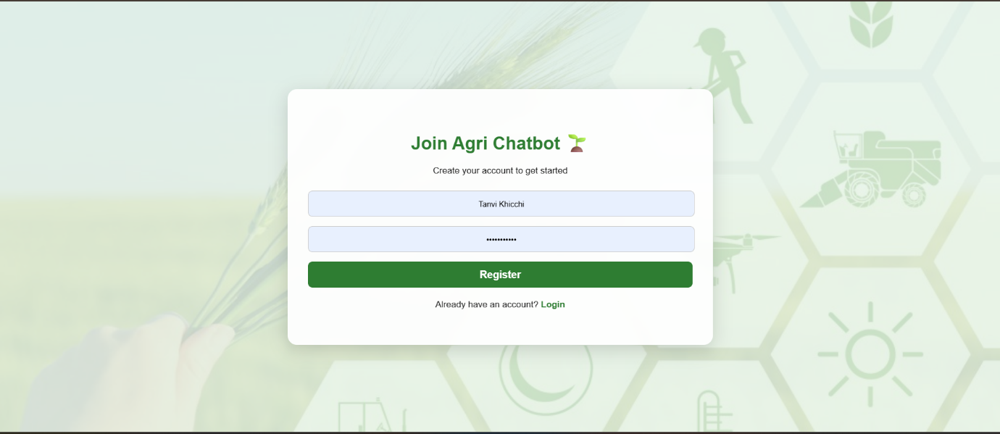 Join Agri Chatbot 🌱
Create your account to get started
Tanvi Khicchi
•••••••••••
Register
Already have an account? Login